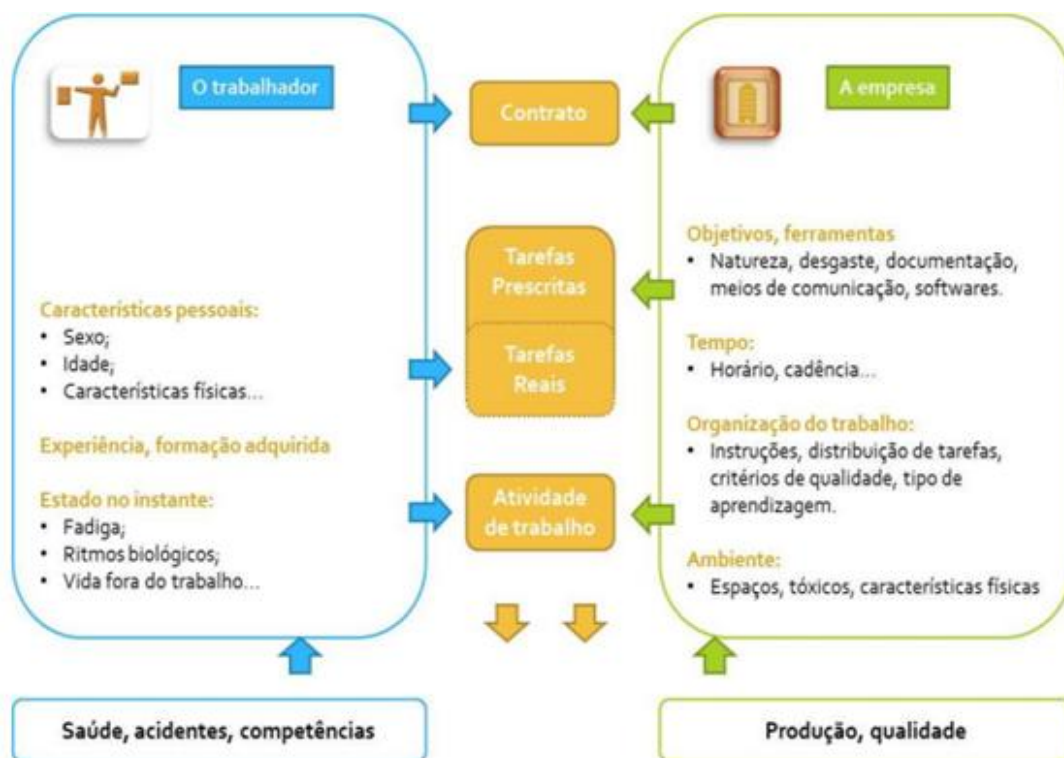 O trabalhador
Características pessoais:
• Sexo;
• Idade;
• Características físicas...
Experiência, formação adquirida
Estado no instante:
• Fadiga;
• Ritmos biológicos;
• Vida fora do trabalho...
Saúde, acidentes, competências
Contrato
Tarefas
Prescritas
Tarefas
Reais
Atividade
de trabalho
A empresa
Objetivos, ferramentas
• Natureza, desgaste, documentação,
meios de comunicação, softwares.
Tempo:
• Horário, cadência...
Organização do trabalho:
• Instruções, distribuição de tarefas,
critérios de qualidade, tipo de
aprendizagem.
Ambiente:
• Espaços, tóxicos, características físicas
Produção, qualidade